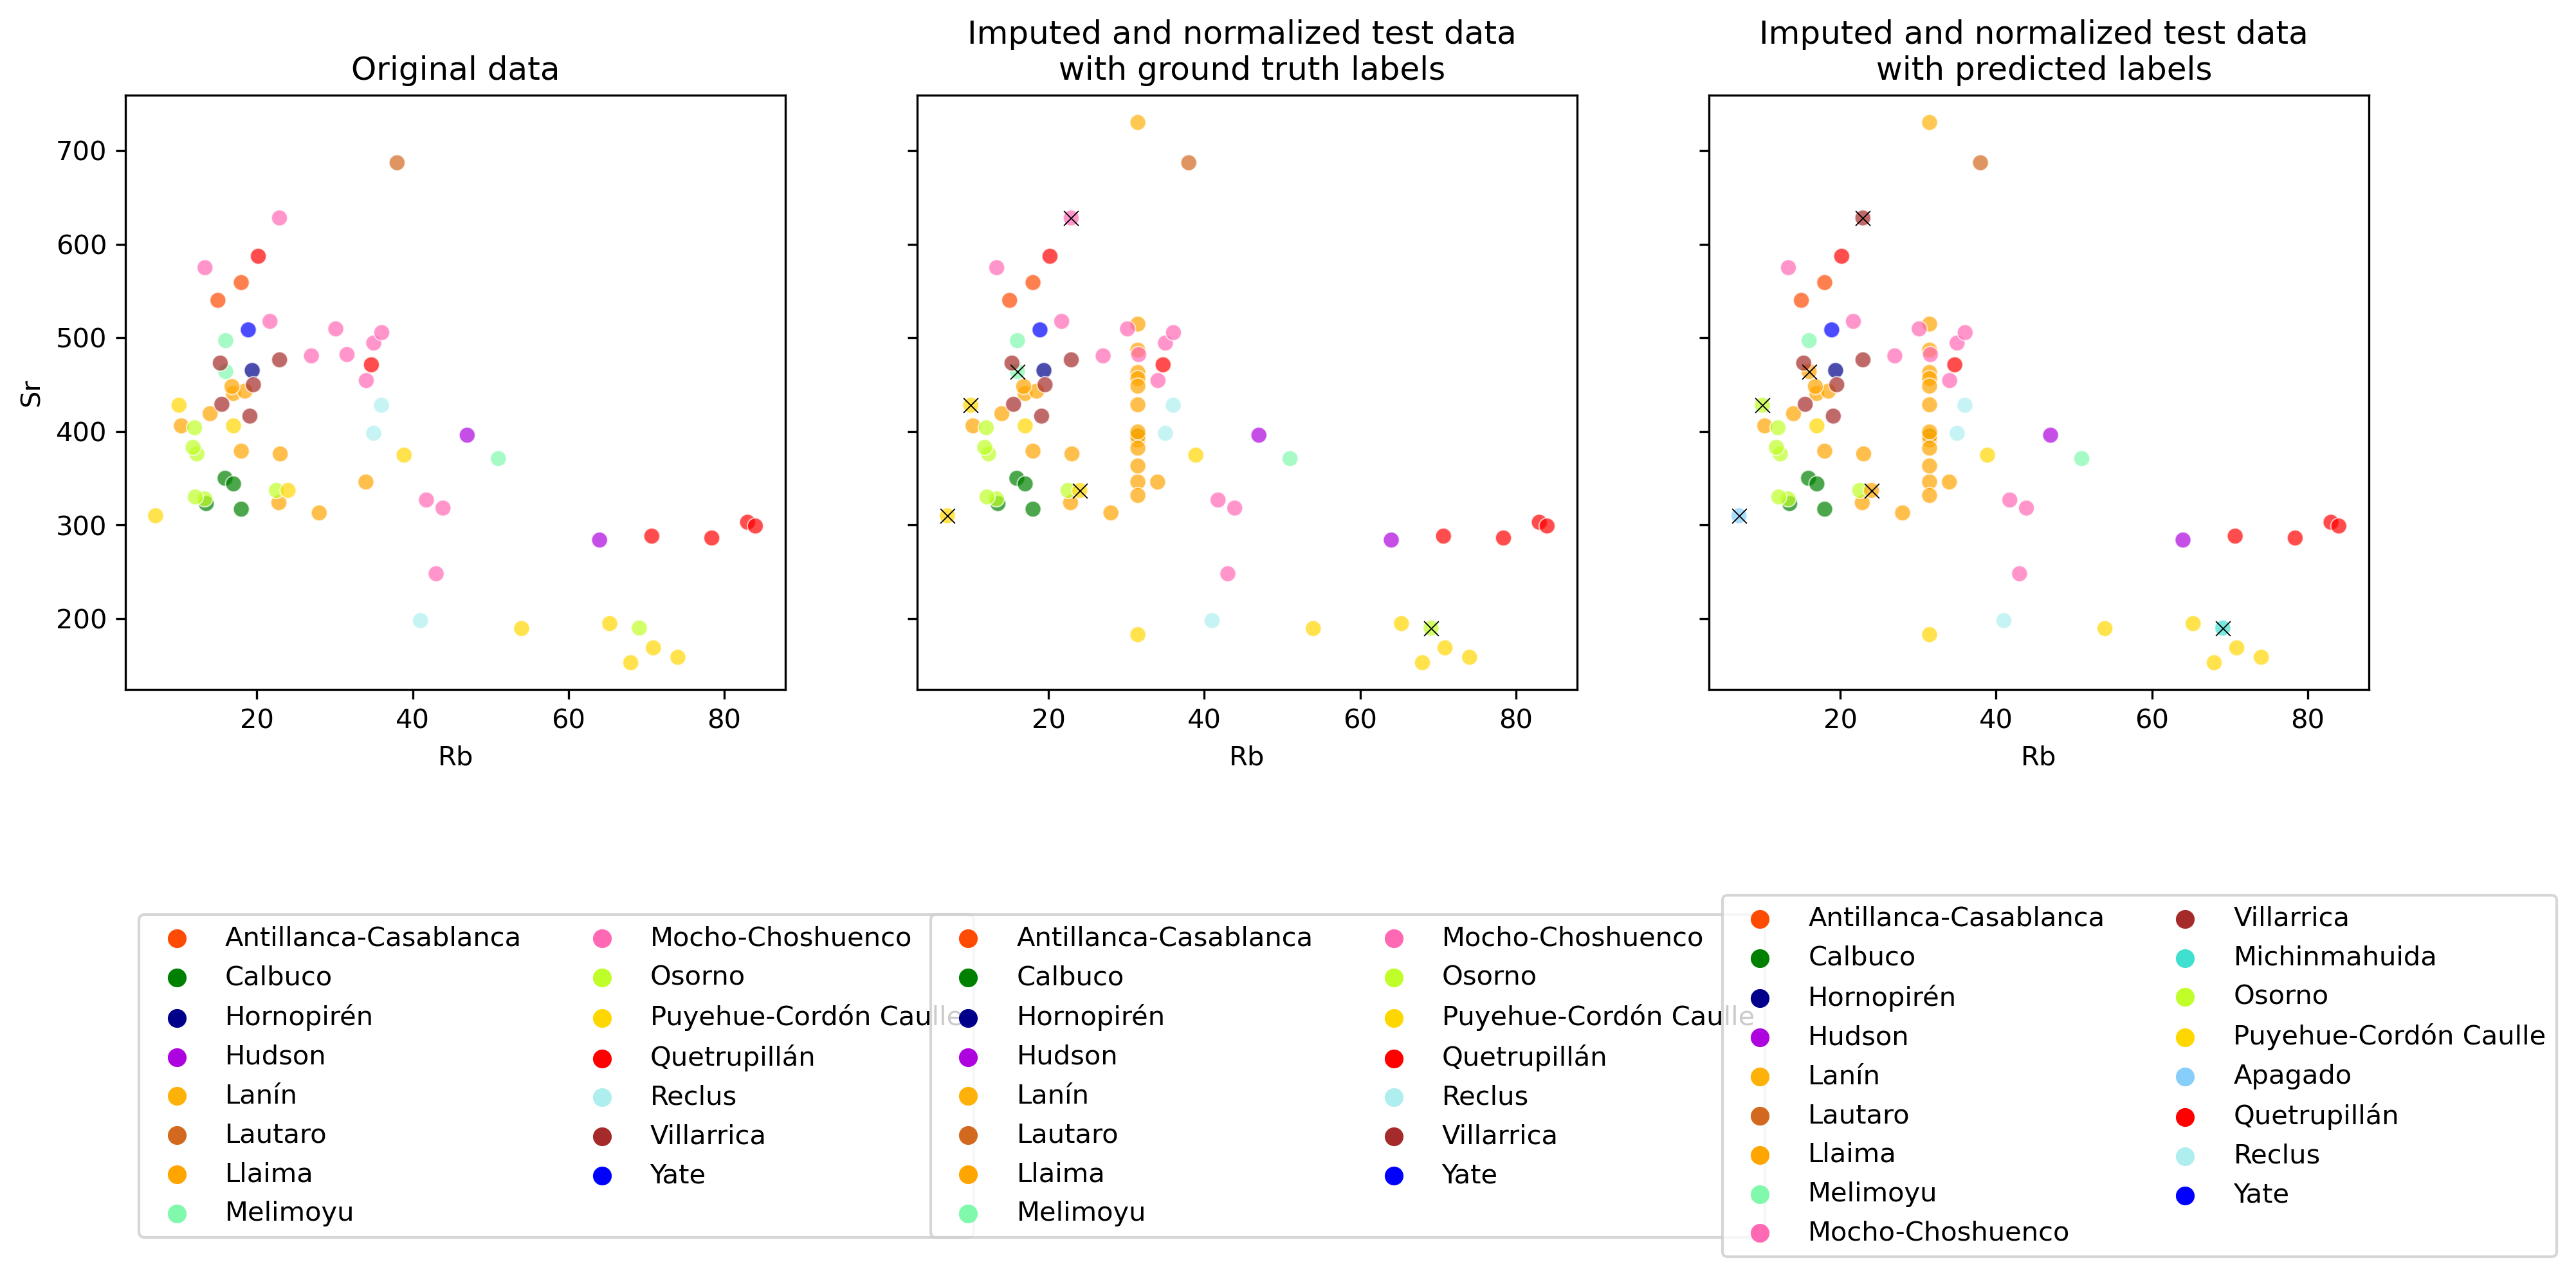 Original data
Imputed and normalized test data
with ground truth labels
Imputed and normalized test data
with predicted labels
Sr
700
600
500
400
300
200
20 40 60 80
Rb
20 40 60 80
Rb
20 40 60 80
Rb
Antillanca-Casablanca
Calbuco
Hornopirén
Hudson
Lanín
Lautaro
Llaima
Melimoyu
Mocho-Choshuenco
Osorno
Puyehue-Cordón Caulle
Quetrupillán
Reclus
Villarrica
Yate
Antillanca-Casablanca
Calbuco
Hornopirén
Hudson
Lanín
Lautaro
Llaima
Melimoyu
Mocho-Choshuenco
Osorno
Puyehue-Cordón Caulle
Quetrupillán
Reclus
Villarrica
Yate
Antillanca-Casablanca
Calbuco
Hornopirén
Hudson
Lanín
Lautaro
Llaima
Melimoyu
Mocho-Choshuenco
Villarrica
Michinmahuida
Osorno
Puyehue-Cordón Caulle
Apagado
Quetrupillán
Reclus
Yate